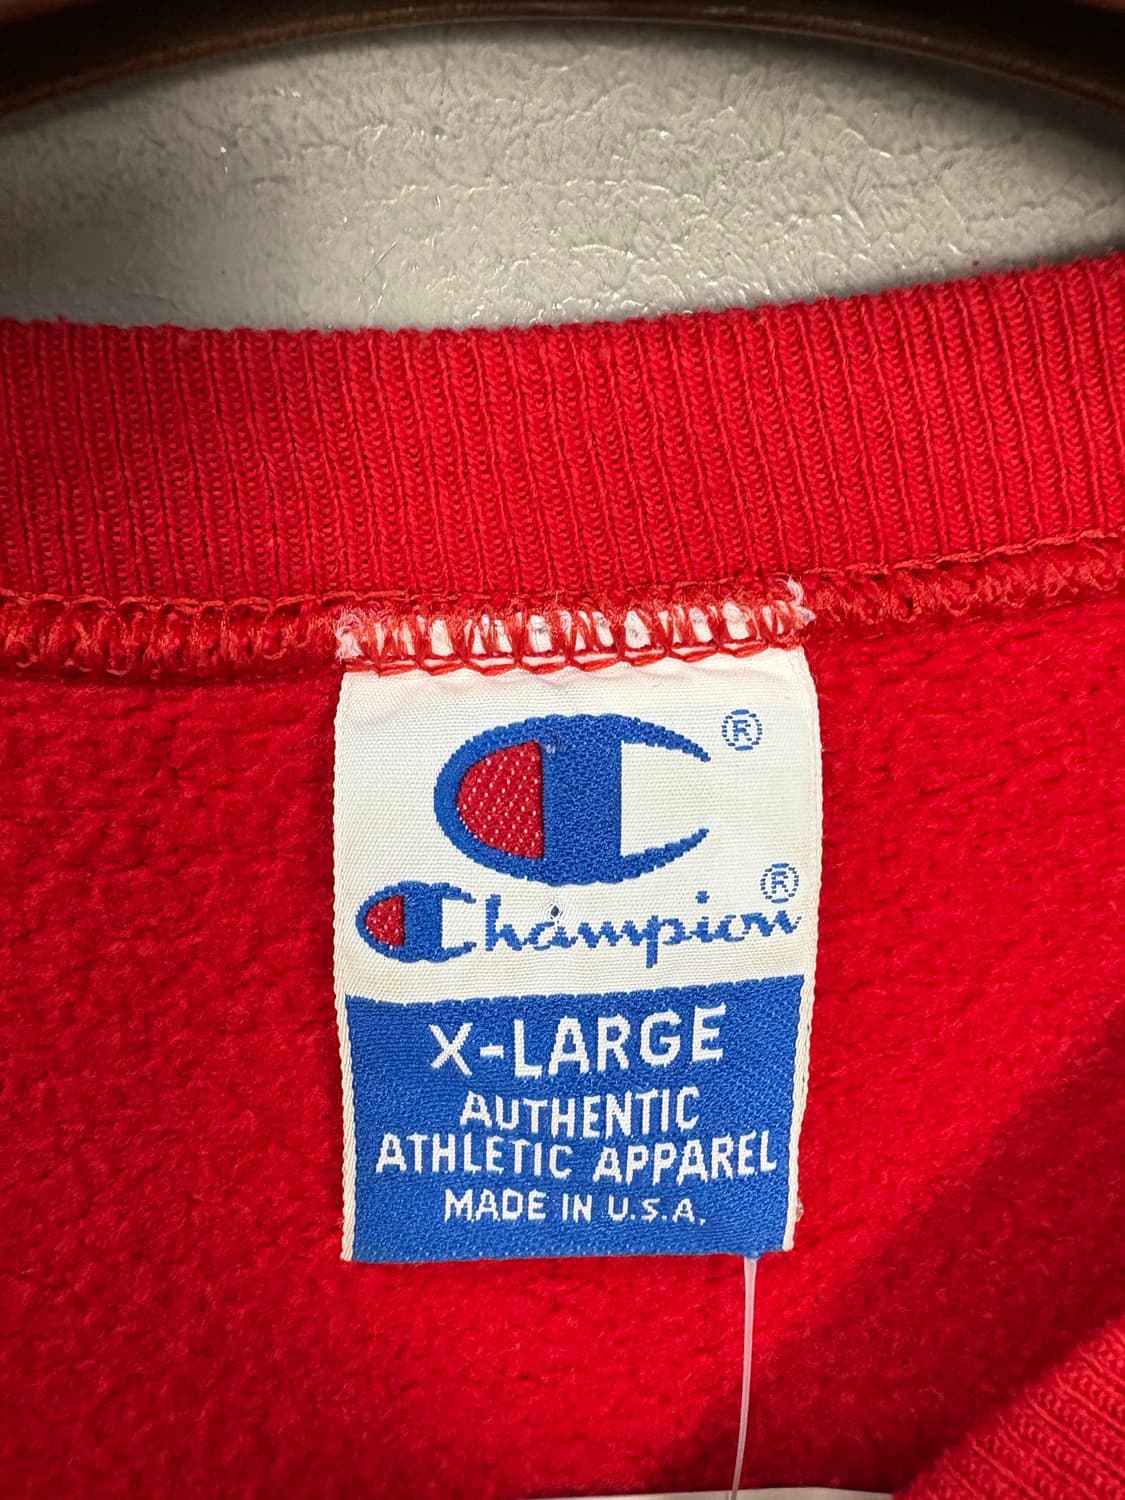 ®
Champion®
X-LARGE
AUTHENTIC
ATHLETIC APPAREL
MADE IN U.S.A.